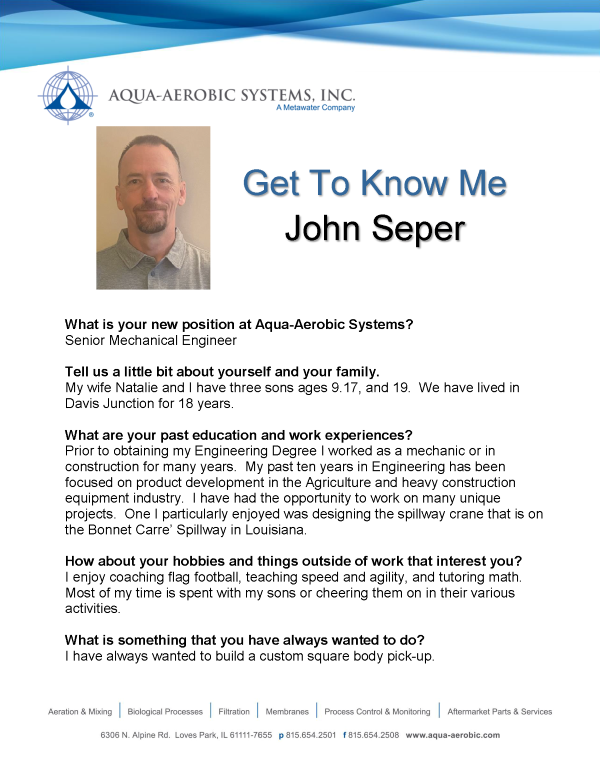 AQUA-AEROBIC SYSTEMS, INC.
A Metawater Company
®
Get To Know Me
John Seper
What is your new position at Aqua-Aerobic Systems?
Senior Mechanical Engineer
Tell us a little bit about yourself and your family.
My wife Natalie and I have three sons ages 9.17, and 19.  We have lived in
Davis Junction for 18 years.
What are your past education and work experiences?
Prior to obtaining my Engineering Degree I worked as a mechanic or in
construction for many years.  My past ten years in Engineering has been
focused on product development in the Agriculture and heavy construction
equipment industry.  I have had the opportunity to work on many unique
projects.  One I particularly enjoyed was designing the spillway crane that is on
the Bonnet Carre’ Spillway in Louisiana.
How about your hobbies and things outside of work that interest you?
I enjoy coaching flag football, teaching speed and agility, and tutoring math.
Most of my time is spent with my sons or cheering them on in their various
activities.
What is something that you have always wanted to do?
I have always wanted to build a custom square body pick-up.
Aeration & Mixing | Biological Processes | Filtration | Membranes | Process Control & Monitoring | Aftermarket Parts & Services
6306 N. Alpine Rd.  Loves Park, IL 61111-7655  p 815.654.2501  f 815.654.2508  www.aqua-aerobic.com